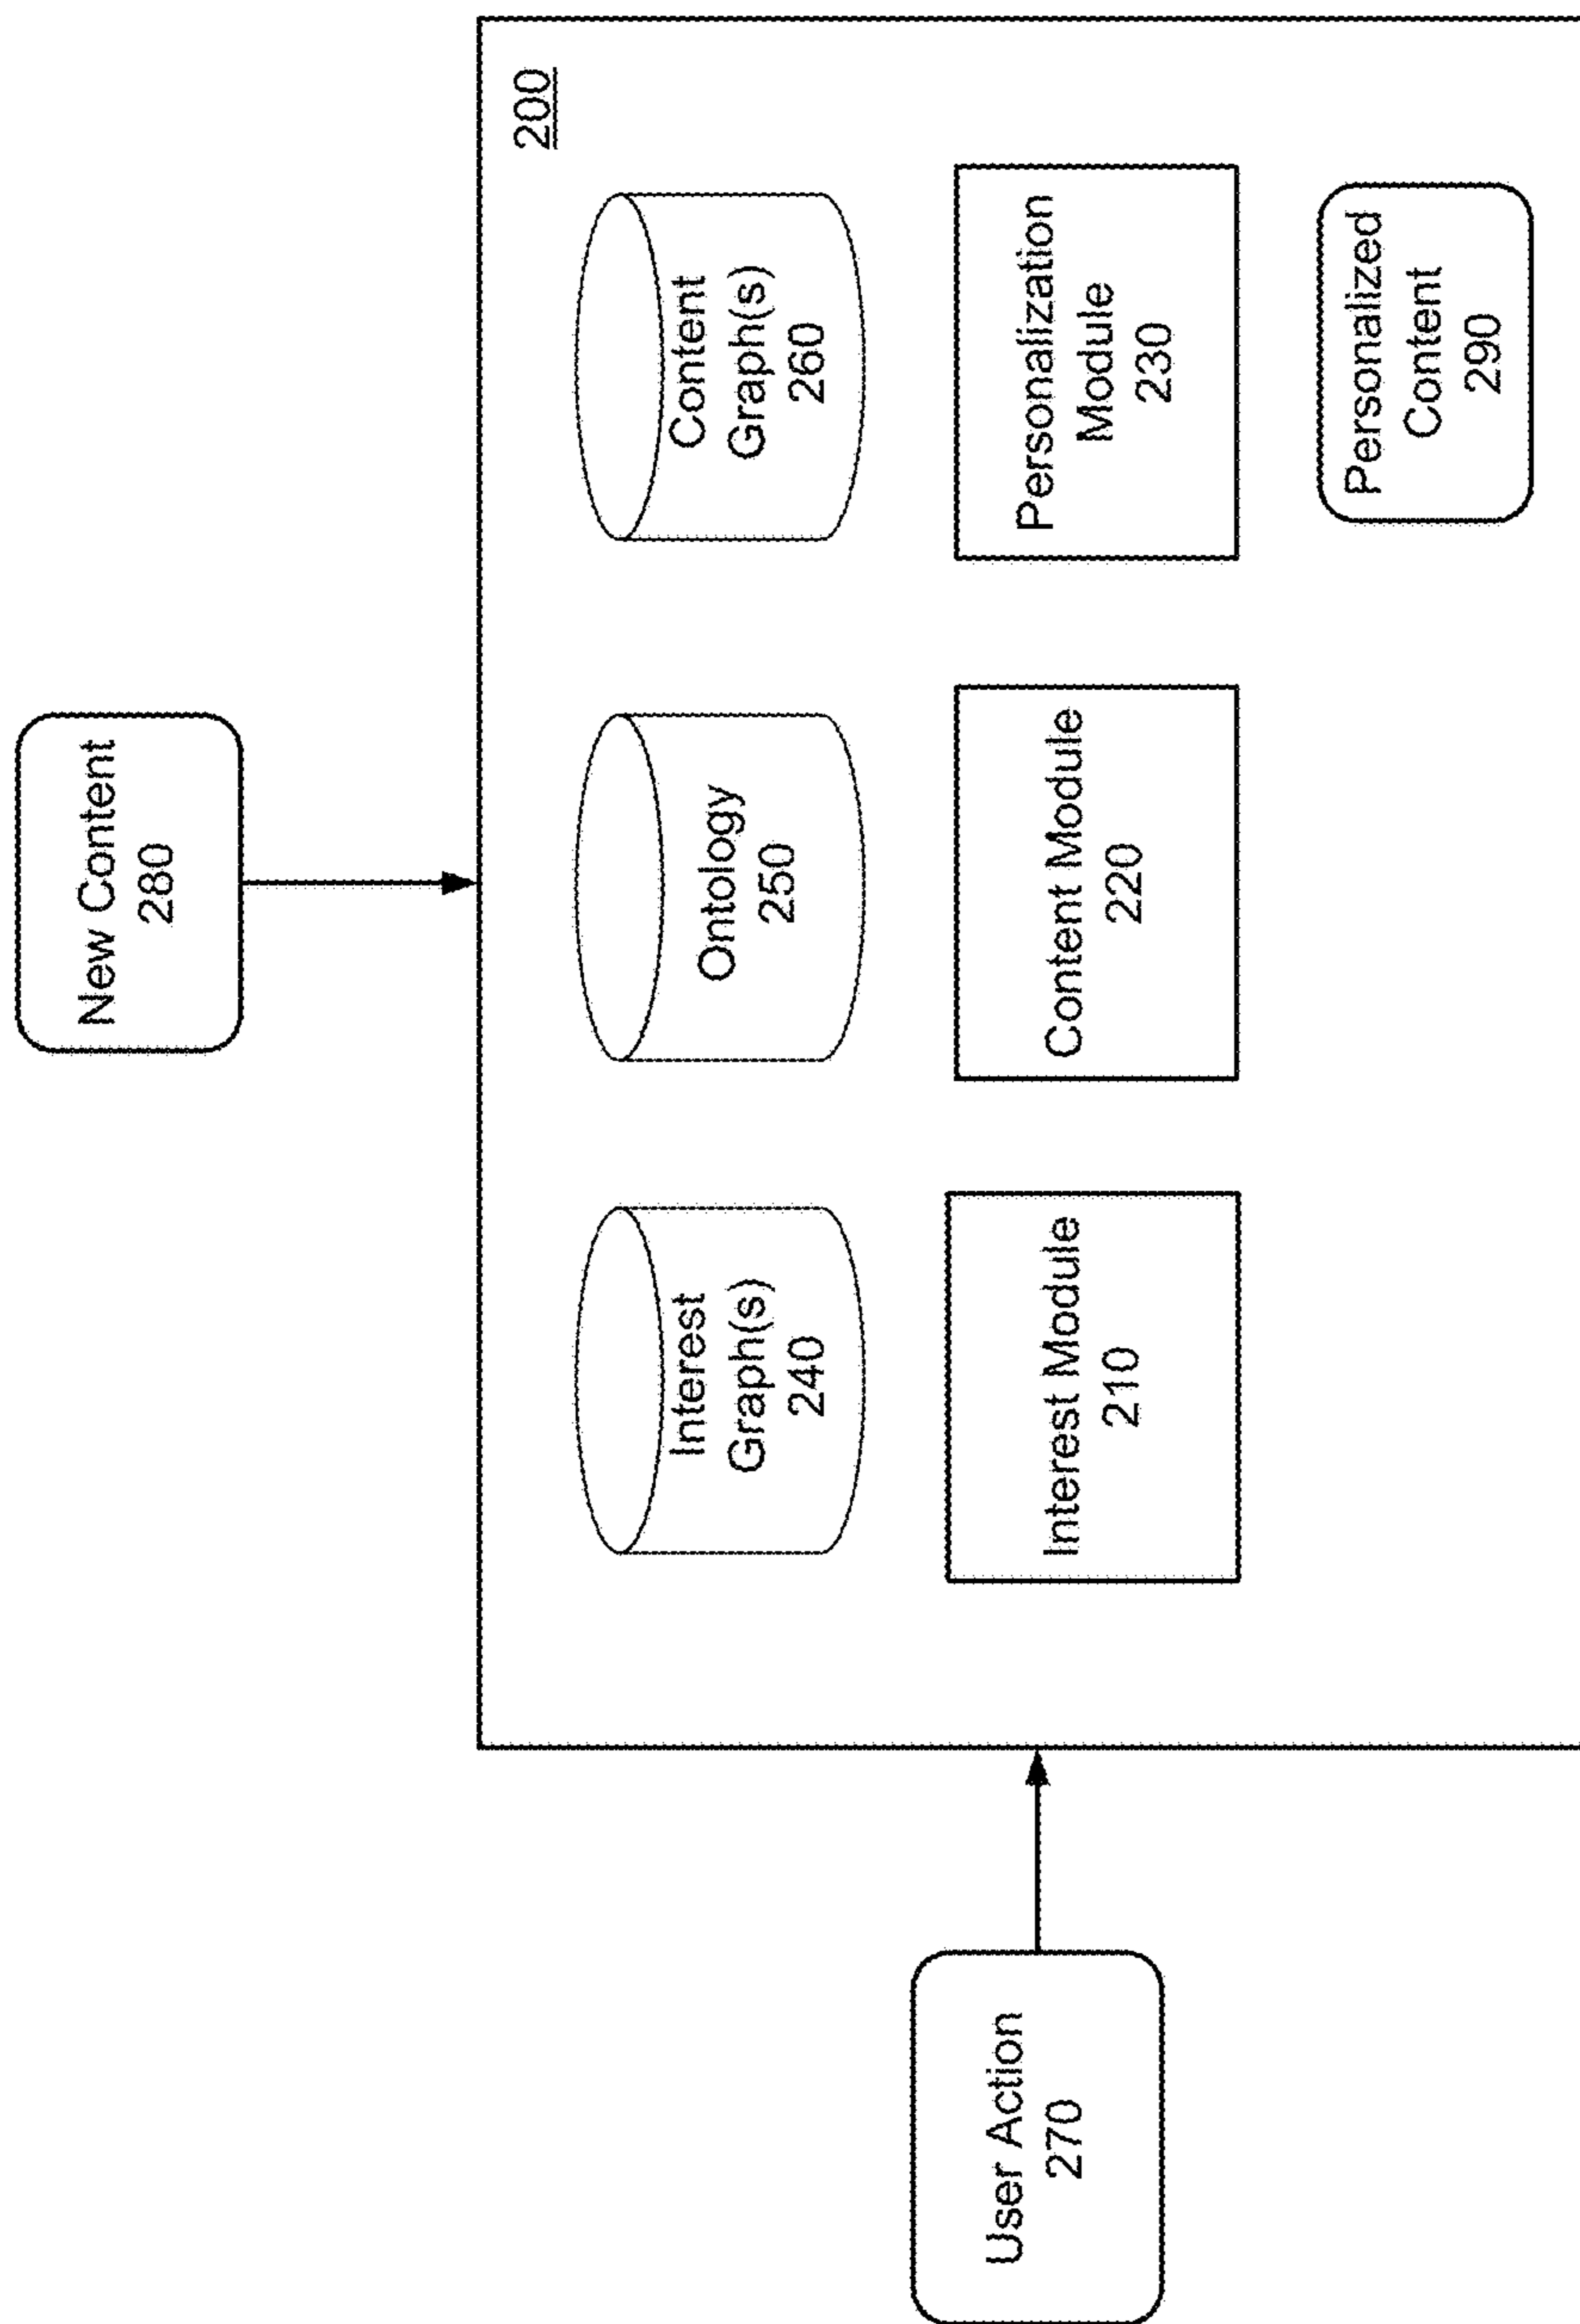 New Content
280
200
Interest
Graph(s)
240
Ontology
250
Content
Graph(s)
260
User Action
270
Interest Module
210
Content Module
220
Personalization
Module
230
Personalized
Content
290